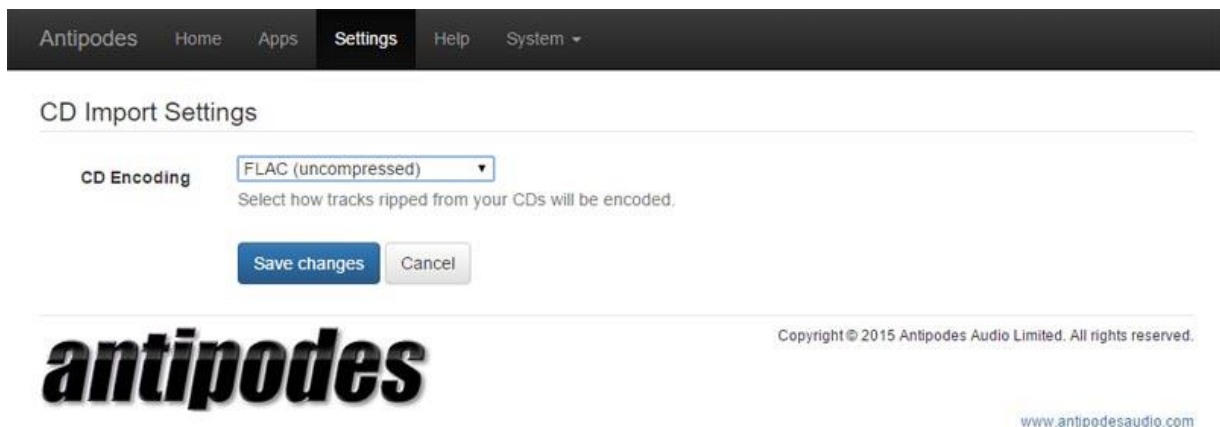 Antipodes Home Apps Settings Help System
CD Import Settings
CD Encoding FLAC (uncompressed)
Select how tracks ripped from your CDs will be encoded.
Save changes Cancel
antipodes
Copyright © 2015 Antipodes Audio Limited. All rights reserved.
www.antipodesaudio.com